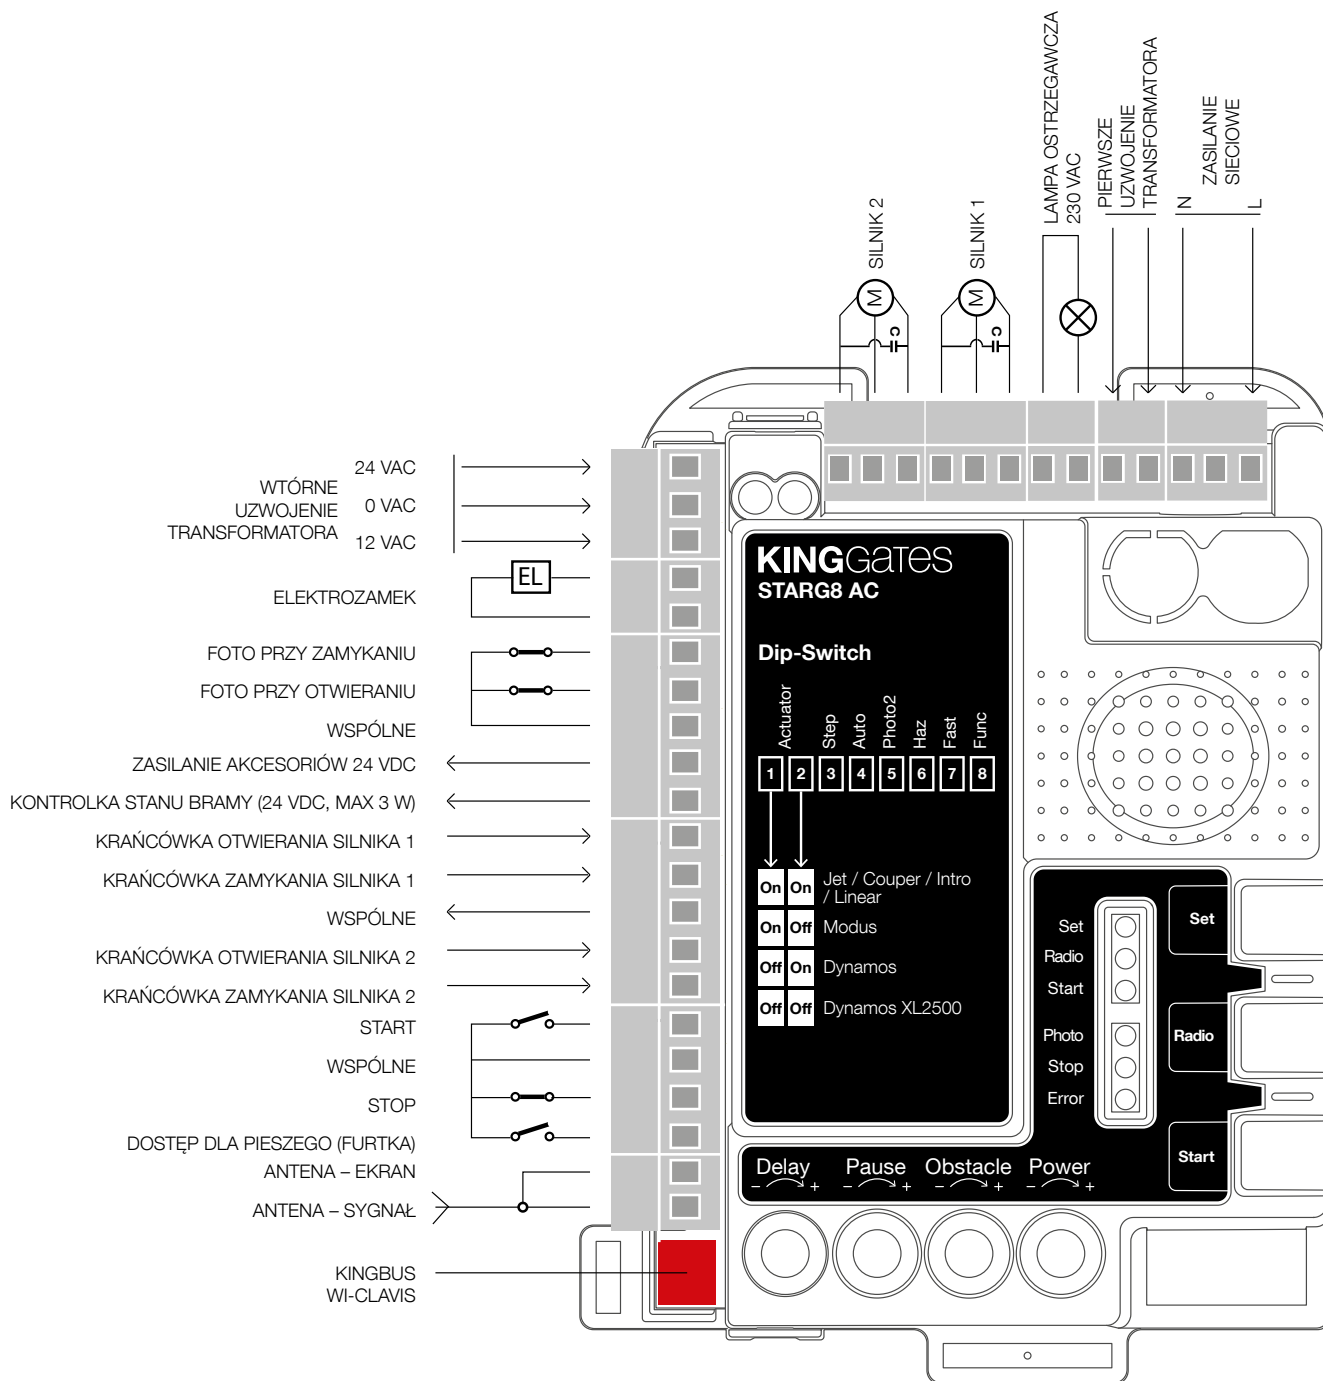 LAMPA OSTRZEGAWCZA
230 VAC
PIERWSZE
UZWOJENIE
TRANSFORMATORA
ZASILANIE
SIECIOWE
N
L
SILNIK 2
SILNIK 1
M
M
C
C
WTÓRNE
UZWOJENIE
TRANSFORMATORA
24 VAC
0 VAC
12 VAC
ELEKTROZAMEK
EL
FOTO PRZY ZAMYKANIU
FOTO PRZY OTWIERANIU
WSPÓLNE
ZASILANIE AKCESORIÓW 24 VDC
KONTROLKA STANU BRAMY (24 VDC, MAX 3 W)
KRAŃCÓWKA OTWIERANIA SILNIKA 1
KRAŃCÓWKA ZAMYKANIA SILNIKA 1
WSPÓLNE
KRAŃCÓWKA OTWIERANIA SILNIKA 2
KRAŃCÓWKA ZAMYKANIA SILNIKA 2
START
WSPÓLNE
STOP
DOSTĘP DLA PIESZEGO (FURTKA)
ANTENA – EKRAN
ANTENA – SYGNAŁ
KINGBUS
WI-CLAVIS
KINGGATES
STARG8 AC
Dip-Switch
Actuator
Step
Auto
Photo2
Haz
Fast
Func
1 2 3 4 5 6 7 8
On On Jet / Couper / Intro
/ Linear
On Off Modus
Off On Dynamos
Off Off Dynamos XL2500
Set
Radio
Start
Photo
Stop
Error
Set
Radio
Start
Delay Pause Obstacle Power
- + - + - + - +